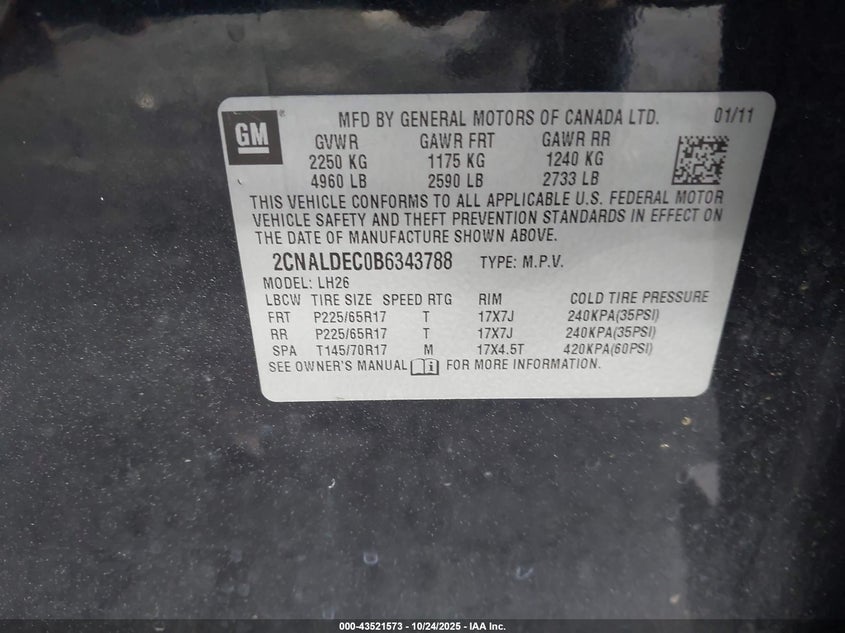 GM ®
MFD BY GENERAL MOTORS OF CANADA LTD. 01/11
GVWR GAWR FRT GAWR RR
2250 KG 1175 KG 1240 KG
4960 LB 2590 LB 2733 LB
THIS VEHICLE CONFORMS TO ALL APPLICABLE U.S. FEDERAL MOTOR
VEHICLE SAFETY AND THEFT PREVENTION STANDARDS IN EFFECT ON
THE DATE OF MANUFACTURE SHOWN ABOVE.
2CNALDEC0B6343788 TYPE: M.P.V.
MODEL: LH26
LBCW TIRE SIZE SPEED RTG RIM COLD TIRE PRESSURE
FRT P225/65R17 T 17X7J 240KPA(35PSI)
RR P225/65R17 T 17X7J 240KPA(35PSI)
SPA T145/70R17 M 17X4.5T 420KPA(60PSI)
SEE OWNER'S MANUAL FOR MORE INFORMATION.
000-43521573 - 10/24/2025 - IAA Inc.